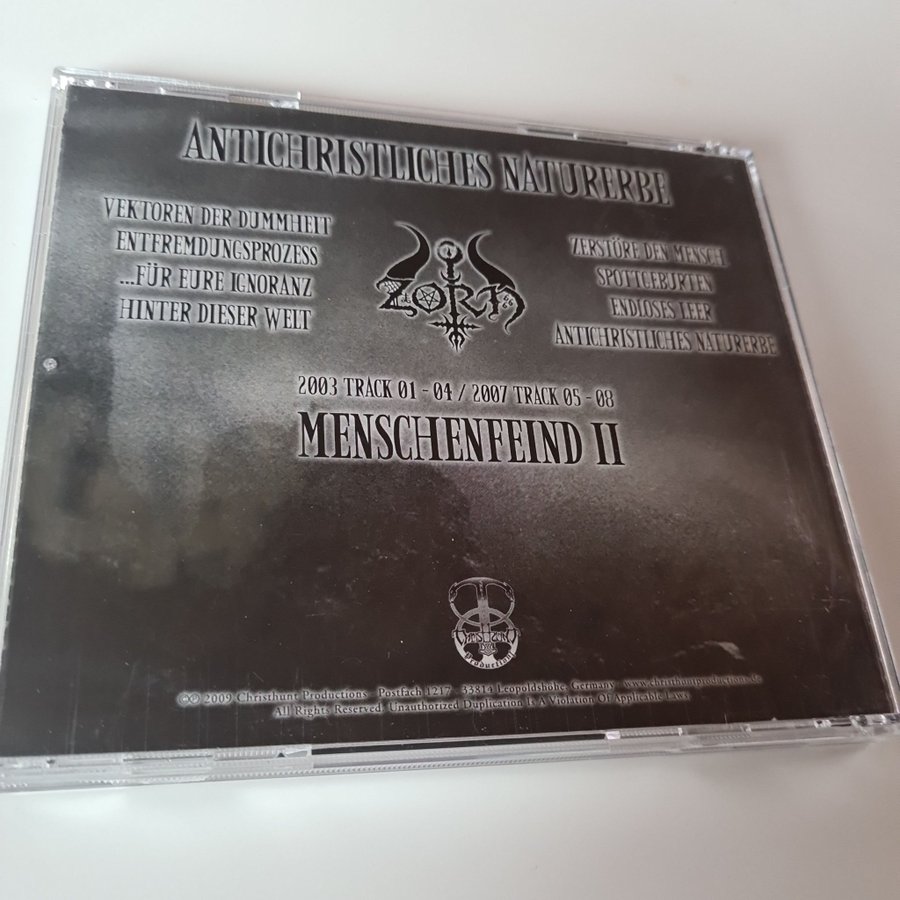 ANTICHRISTLICHES NATURERBE
VEKTOREN DER DUMMHEIT
ENTFREMDUNGSPROZESS
...FÜR EURE IGNORANZ
HINTER DIESER WELT
ZORN
ZERSTÖRE DEN MENSCH
SPOTTGEBURTEN
ENDLOSES LEER
ANTICHRISTLICHES NATURERBE
2003 TRACK 01 - 04 / 2007 TRACK 05 - 08
MENSCHENFEIND II
CHRISTHUNT
Productions
©℗ 2009 Christhunt Productions - Postfach 1217 - 33814 Leopoldshöhe, Germany - www.christhuntproductions.de
All Rights Reserved. Unauthorized Duplication Is A Violation Of Applicable Laws.